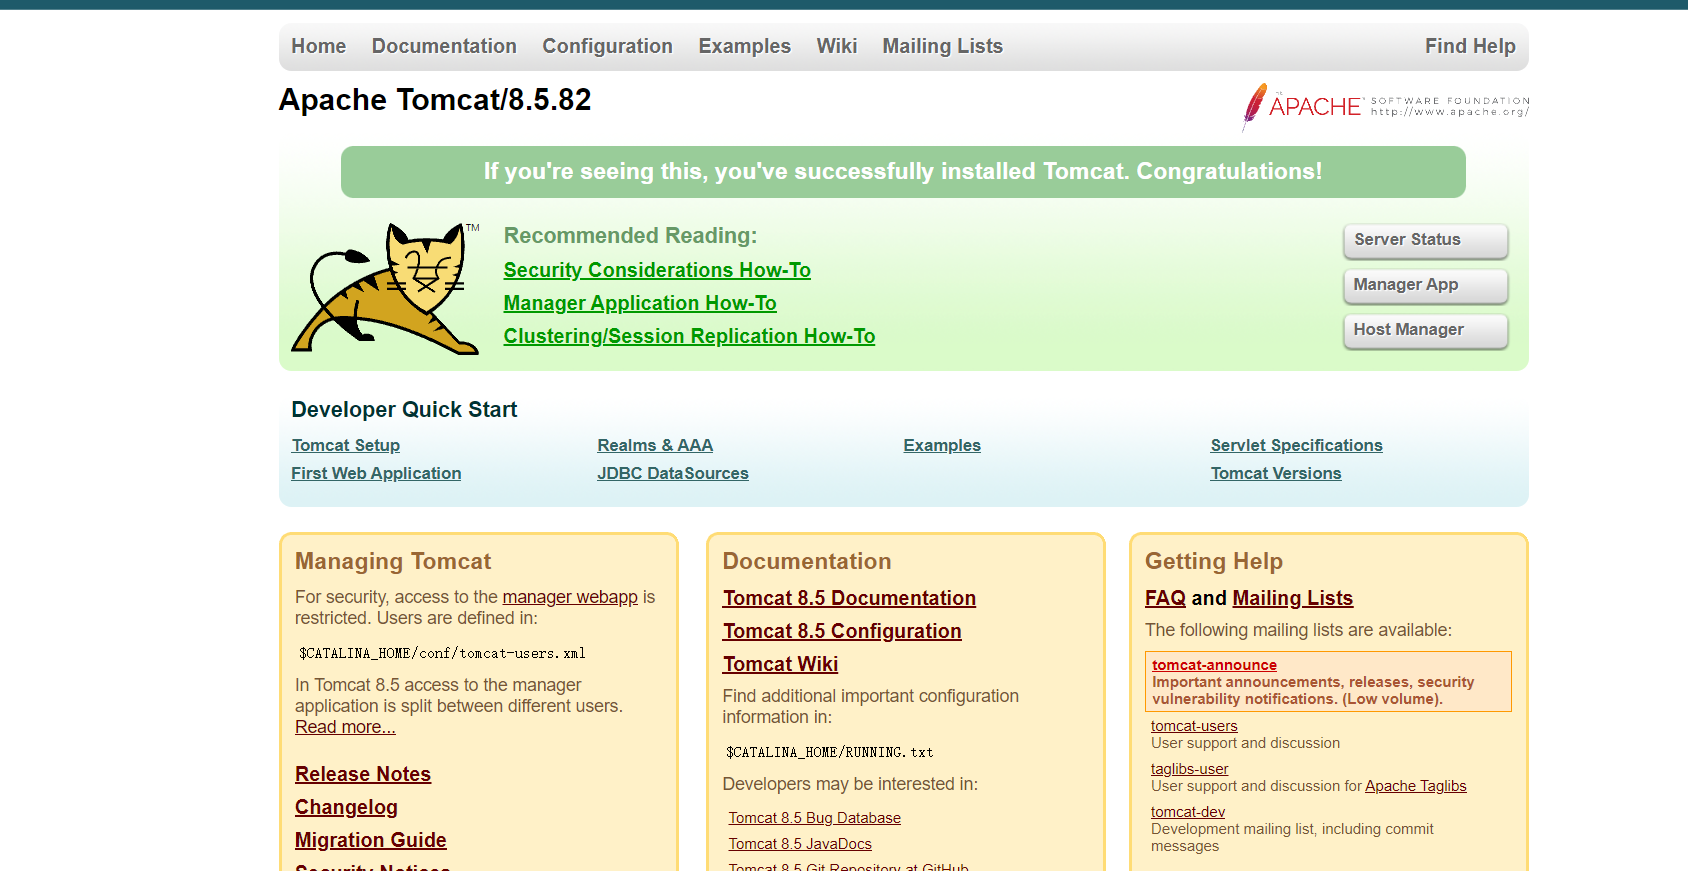 Home Documentation Configuration Examples Wiki Mailing Lists Find Help
Apache Tomcat/8.5.82
THE APACHE® SOFTWARE FOUNDATION
http://www.apache.org/
If you're seeing this, you've successfully installed Tomcat. Congratulations!
TM
Recommended Reading:
Security Considerations How-To
Manager Application How-To
Clustering/Session Replication How-To
Server Status
Manager App
Host Manager
Developer Quick Start
Tomcat Setup
First Web Application
Realms & AAA
JDBC DataSources
Examples
Servlet Specifications
Tomcat Versions
Managing Tomcat
For security, access to the manager webapp is
restricted. Users are defined in:
$CATALINA_HOME/conf/tomcat-users.xml
In Tomcat 8.5 access to the manager
application is split between different users.
Read more...
Release Notes
Changelog
Migration Guide
Security Notices
Documentation
Tomcat 8.5 Documentation
Tomcat 8.5 Configuration
Tomcat Wiki
Find additional important configuration
information in:
$CATALINA_HOME/RUNNING.txt
Developers may be interested in:
Tomcat 8.5 Bug Database
Tomcat 8.5 JavaDocs
Tomcat 8.5 Git Repository at GitHub
Getting Help
FAQ and Mailing Lists
The following mailing lists are available:
tomcat-announce
Important announcements, releases, security
vulnerability notifications. (Low volume).
tomcat-users
User support and discussion
taglibs-user
User support and discussion for Apache Taglibs
tomcat-dev
Development mailing list, including commit
messages